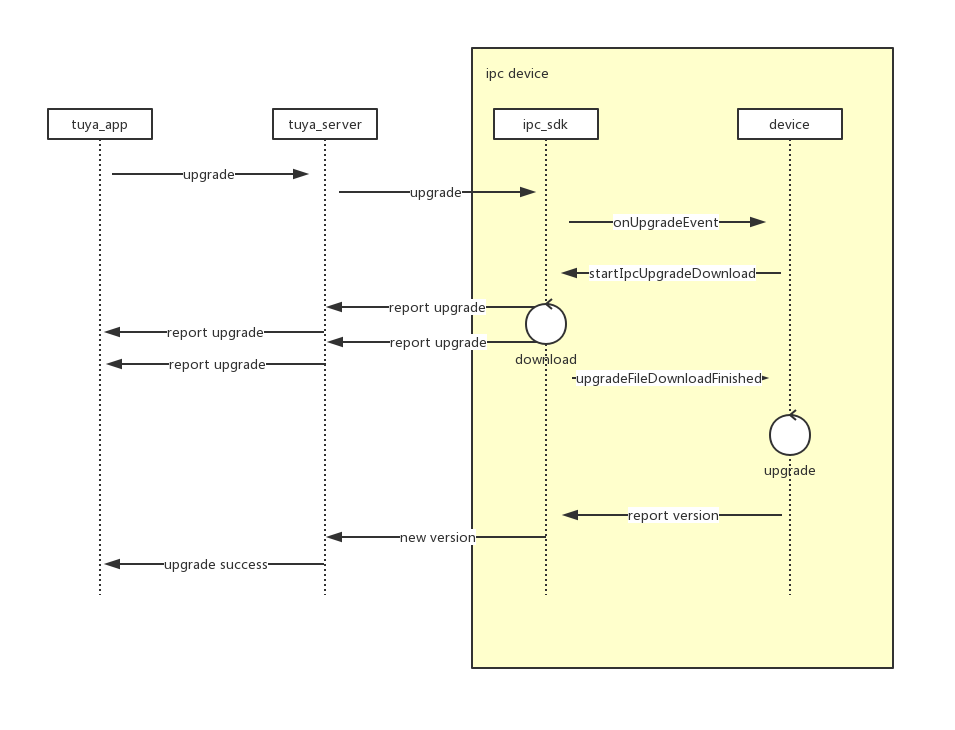 ipc device
tuya_app
tuya_server
ipc_sdk
device
upgrade
upgrade
onUpgradeEvent
startIpcUpgradeDownload
report upgrade
report upgrade
report upgrade
download
report upgrade
upgradeFileDownloadFinished
upgrade
report version
new version
upgrade success